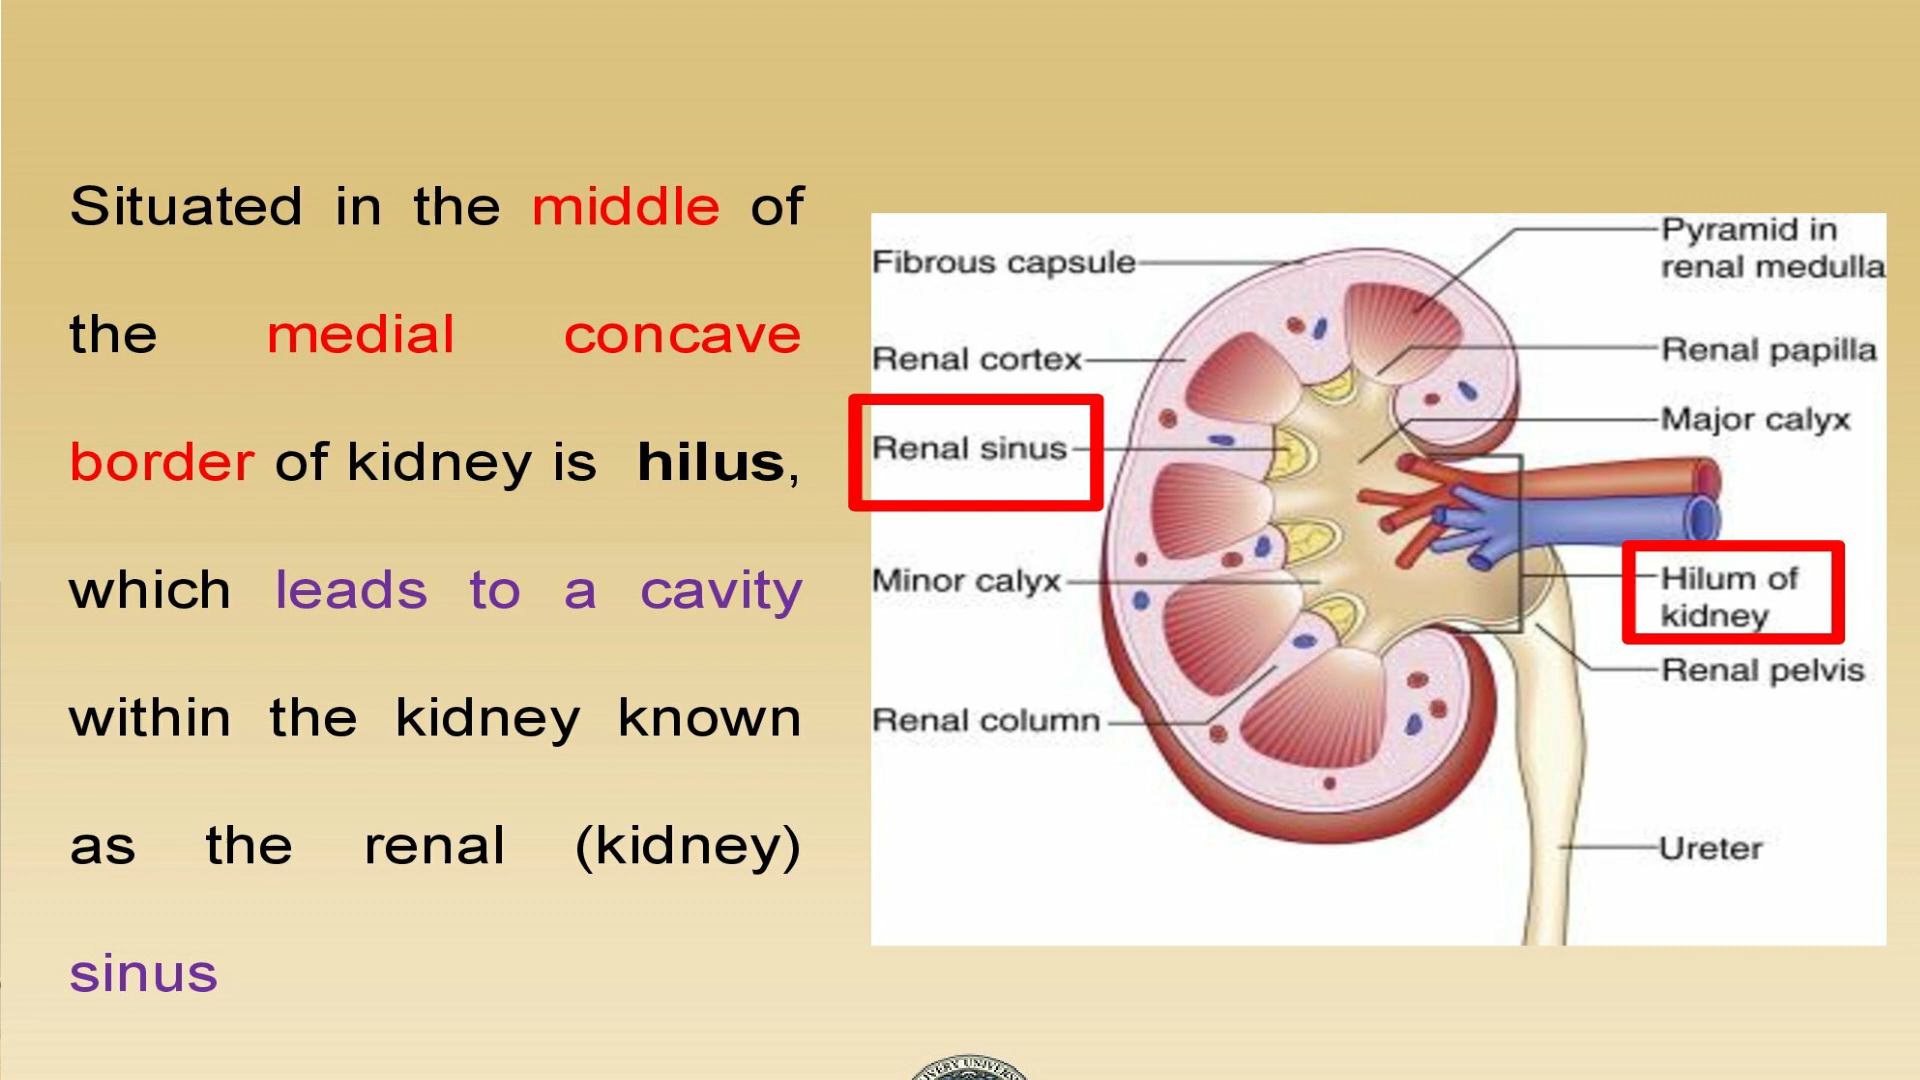 Situated in the middle of
the medial concave
border of kidney is hilus,
which leads to a cavity
within the kidney known
as the renal (kidney)
sinus
Fibrous capsule
Renal cortex
Renal sinus
Minor calyx
Renal column
Pyramid in
renal medulla
Renal papilla
Major calyx
Hilum of
kidney
Renal pelvis
Ureter